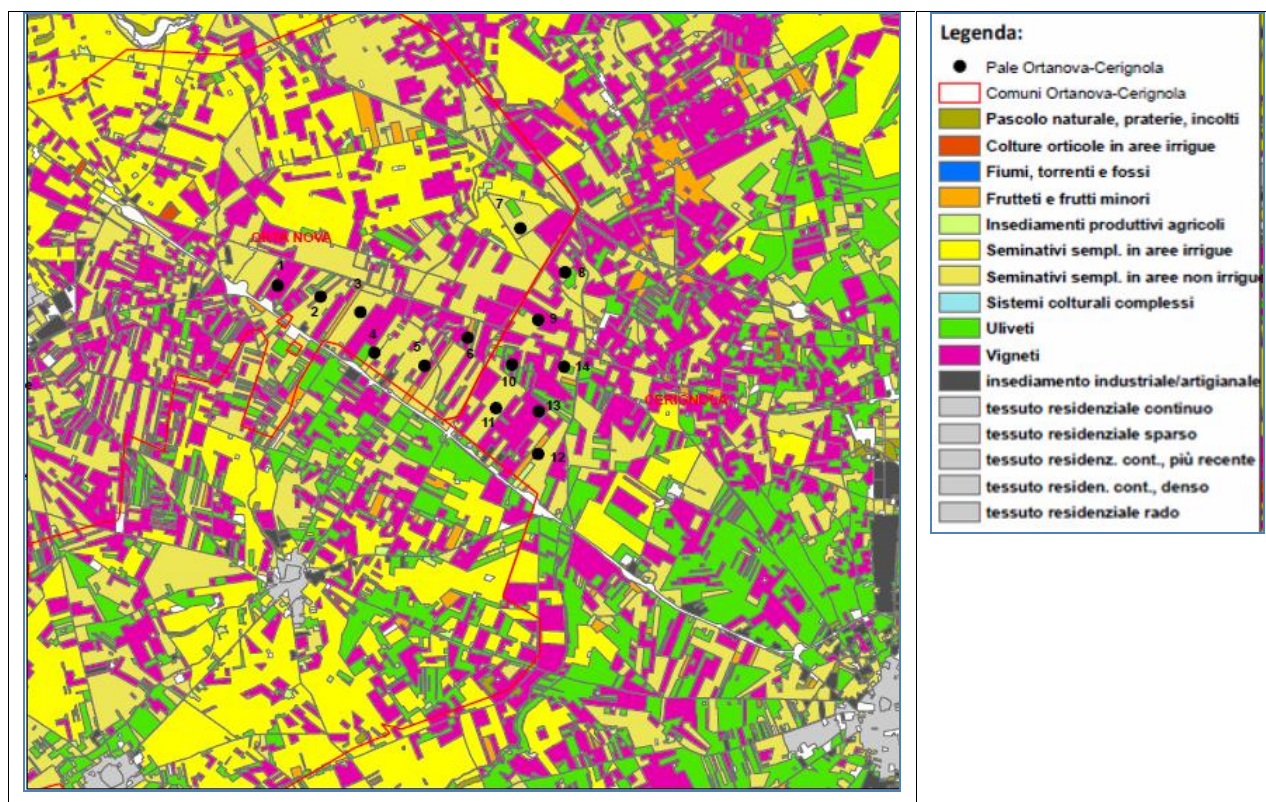 7
8
ORTA NOVA
1
2
3
9
4
5
6
10
14
CERIGNOLA
11
13
12
Legenda:
Pale Ortanova-Cerignola
Comuni Ortanova-Cerignola
Pascolo naturale, praterie, incolti
Colture orticole in aree irrigue
Fiumi, torrenti e fossi
Frutteti e frutti minori
Insediamenti produttivi agricoli
Seminativi sempl. in aree irrigue
Seminativi sempl. in aree non irrigue
Sistemi colturali complessi
Uliveti
Vigneti
insediamento industriale/artigianale
tessuto residenziale continuo
tessuto residenziale sparso
tessuto residenz. cont., più recente
tessuto residen. cont., denso
tessuto residenziale rado